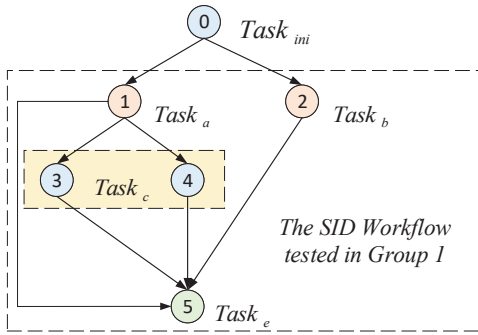 0 Task ini
1 2
Task a Task b
3 Task c 4
The SID Workflow
tested in Group 1
5 Task e